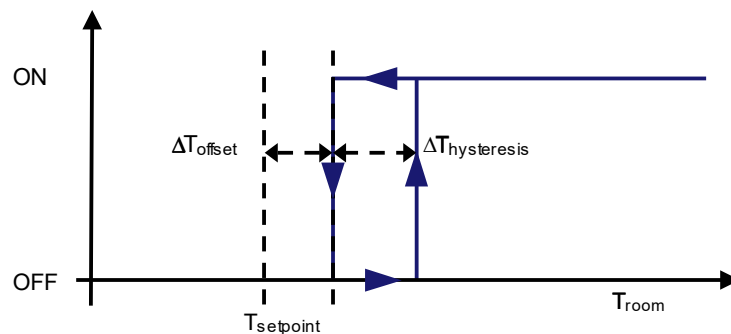 ON
ΔToffset
ΔThysteresis
OFF
Troom
Tsetpoint